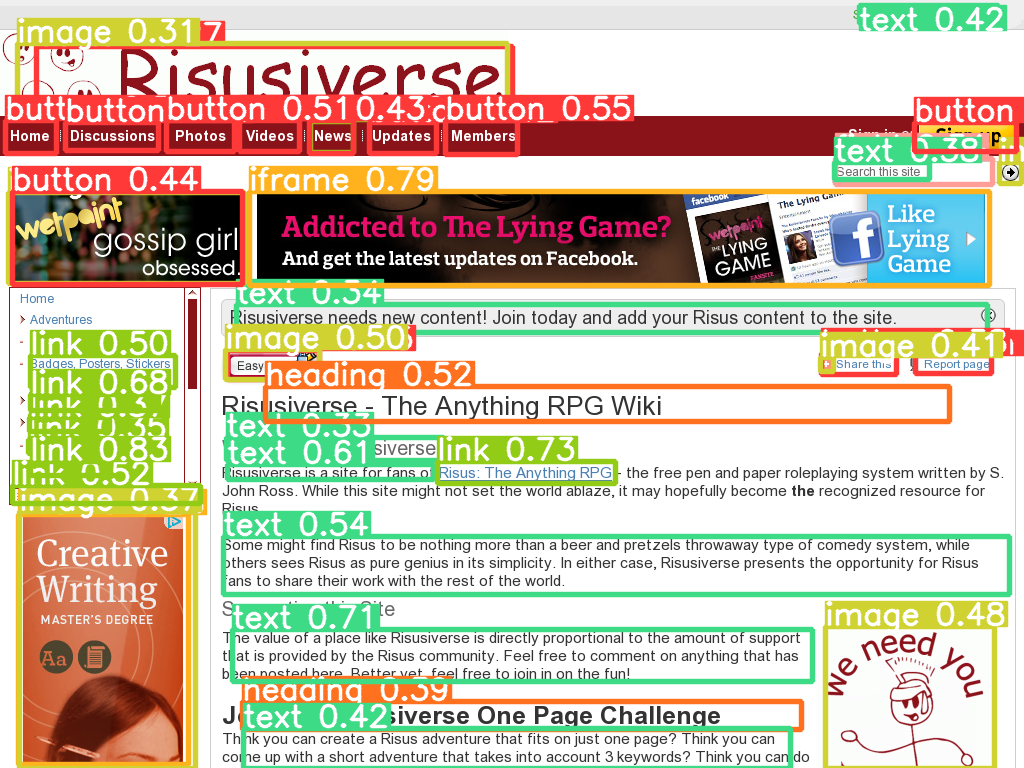 image 0.31
text 0.42
Risusiverse
button
button 0.51
0.43
button 0.55
button
Home
Discussions
Photos
Videos
News
Updates
Members
Sign in
Sign up
text 0.38
Search this site
button 0.44
iframe 0.79
wetpaint
gossip girl
obsessed.
Addicted to The Lying Game?
And get the latest updates on Facebook.
facebook
wetpaint
THE
LYING
GAME
The Lying Game
Like
Lying
Game
text 0.34
Home
Adventures
Risusiverse needs new content! Join today and add your Risus content to the site.
link 0.50
image 0.50
image 0.41
Badges, Posters, Stickers
Easy
Share this
Report page
link 0.68
heading 0.52
Risusiverse - The Anything RPG Wiki
0.35
text 0.33
link 0.83
text 0.61
siverse
link 0.73
link 0.52
Risusiverse is a site for fans of Risus: The Anything RPG - the free pen and paper roleplaying system written by S.
John Ross. While this site might not set the world ablaze, it may hopefully become the recognized resource for
Risus.
image 0.37
text 0.54
Some might find Risus to be nothing more than a beer and pretzels throwaway type of comedy system, while
others sees Risus as pure genius in its simplicity. In either case, Risusiverse presents the opportunity for Risus
fans to share their work with the rest of the world.
Creative
Writing
MASTER'S DEGREE
Aa
Site
text 0.71
image 0.48
The value of a place like Risusiverse is directly proportional to the amount of support
that is provided by the Risus community. Feel free to comment on anything that has
been posted here. Better yet, feel free to join in on the fun!
we need you
heading 0.39
siverse One Page Challenge
text 0.42
Think you can create a Risus adventure that fits on just one page? Think you can
come up with a short adventure that takes into account 3 keywords? Think you can do